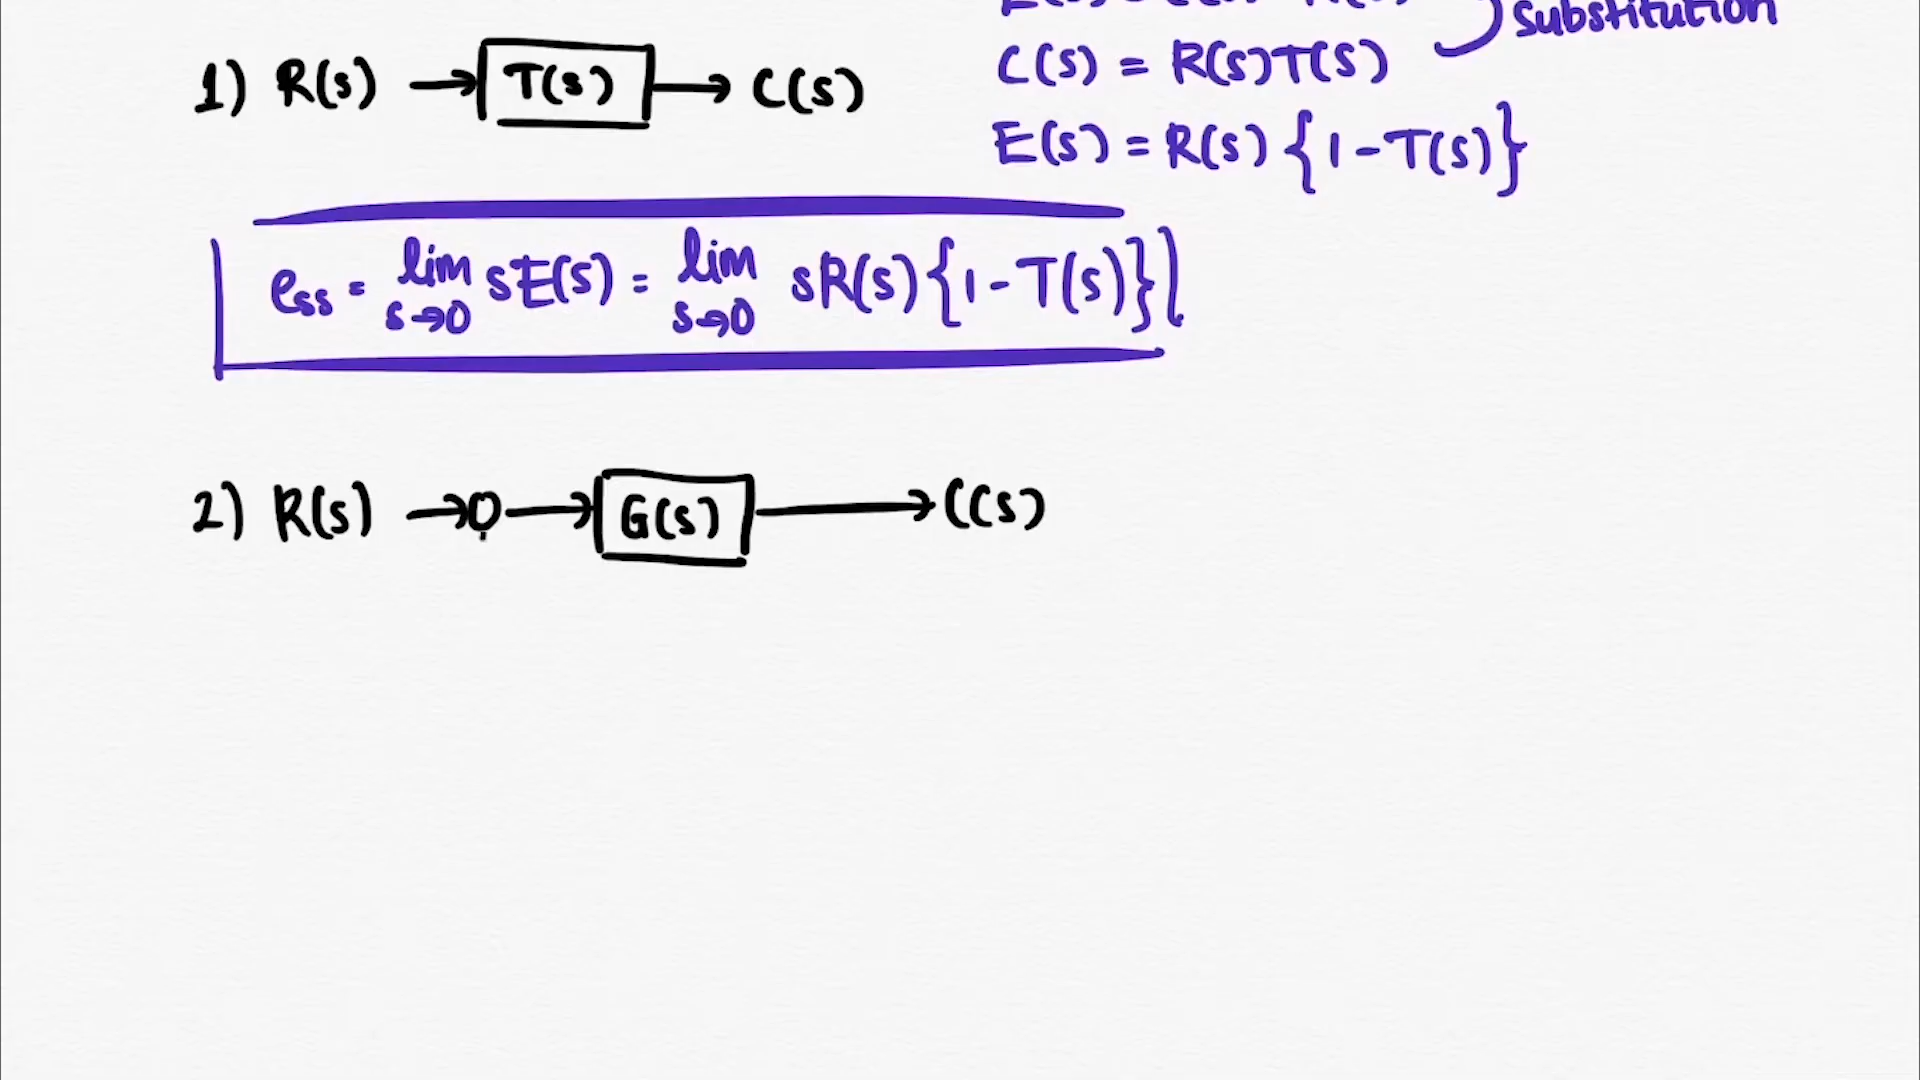 Substitution
1) R(s) → T(s) → C(s)
C(s) = R(s)T(s)
E(s) = R(s) {1-T(s)}
ess = lim s→0 sE(s) = lim s→0 sR(s){1-T(s)}
2) R(s) →O→ G(s) → C(s)